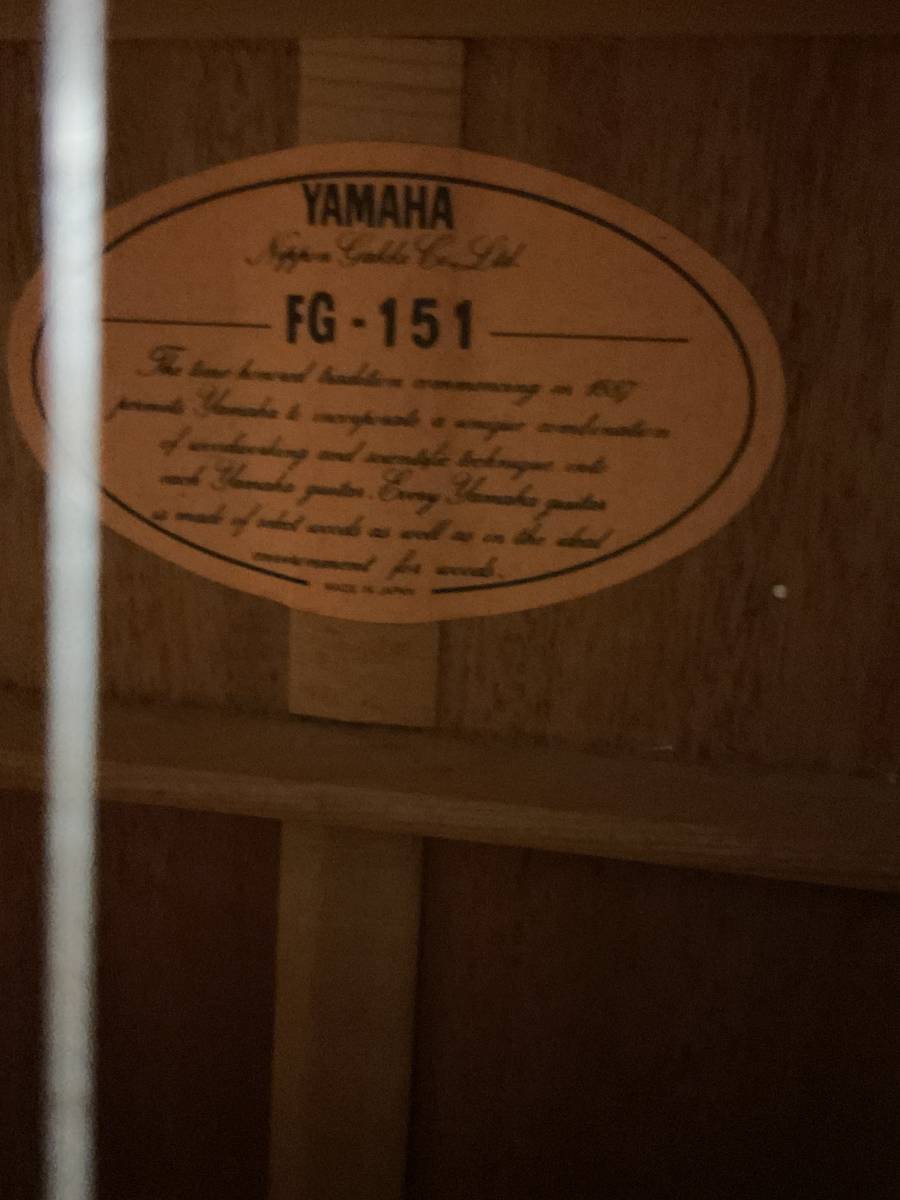 YAMAHA
Nippon Gakki Co., Ltd.
FG-151
The time honored tradition commencing in 1887
permits Yamaha to incorporate a unique combination
of woodworking and scientific technique into
each Yamaha guitar. Every Yamaha guitar
is made of select woods as well as in the ideal
environment for woods.
MADE IN JAPAN